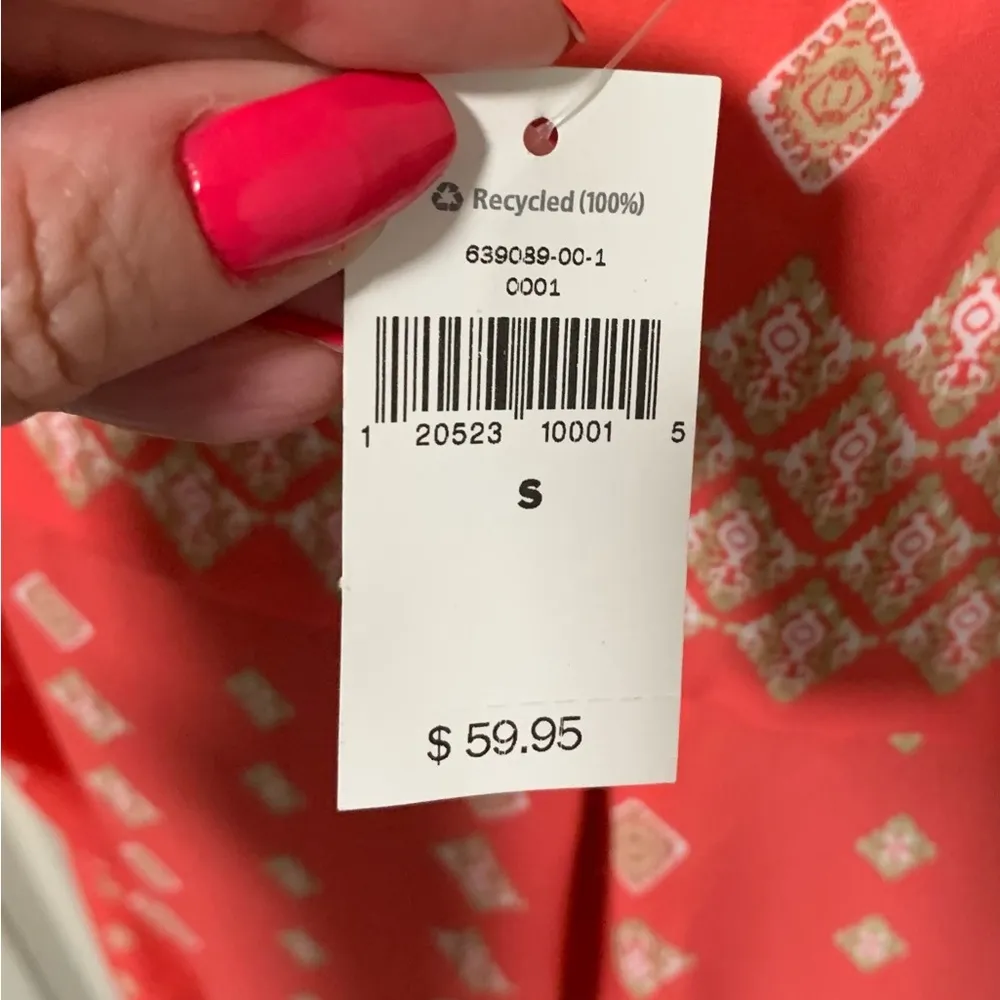 Recycled (100%)
639089-00-1
0001
1 20523 10001 5
S
$ 59.95